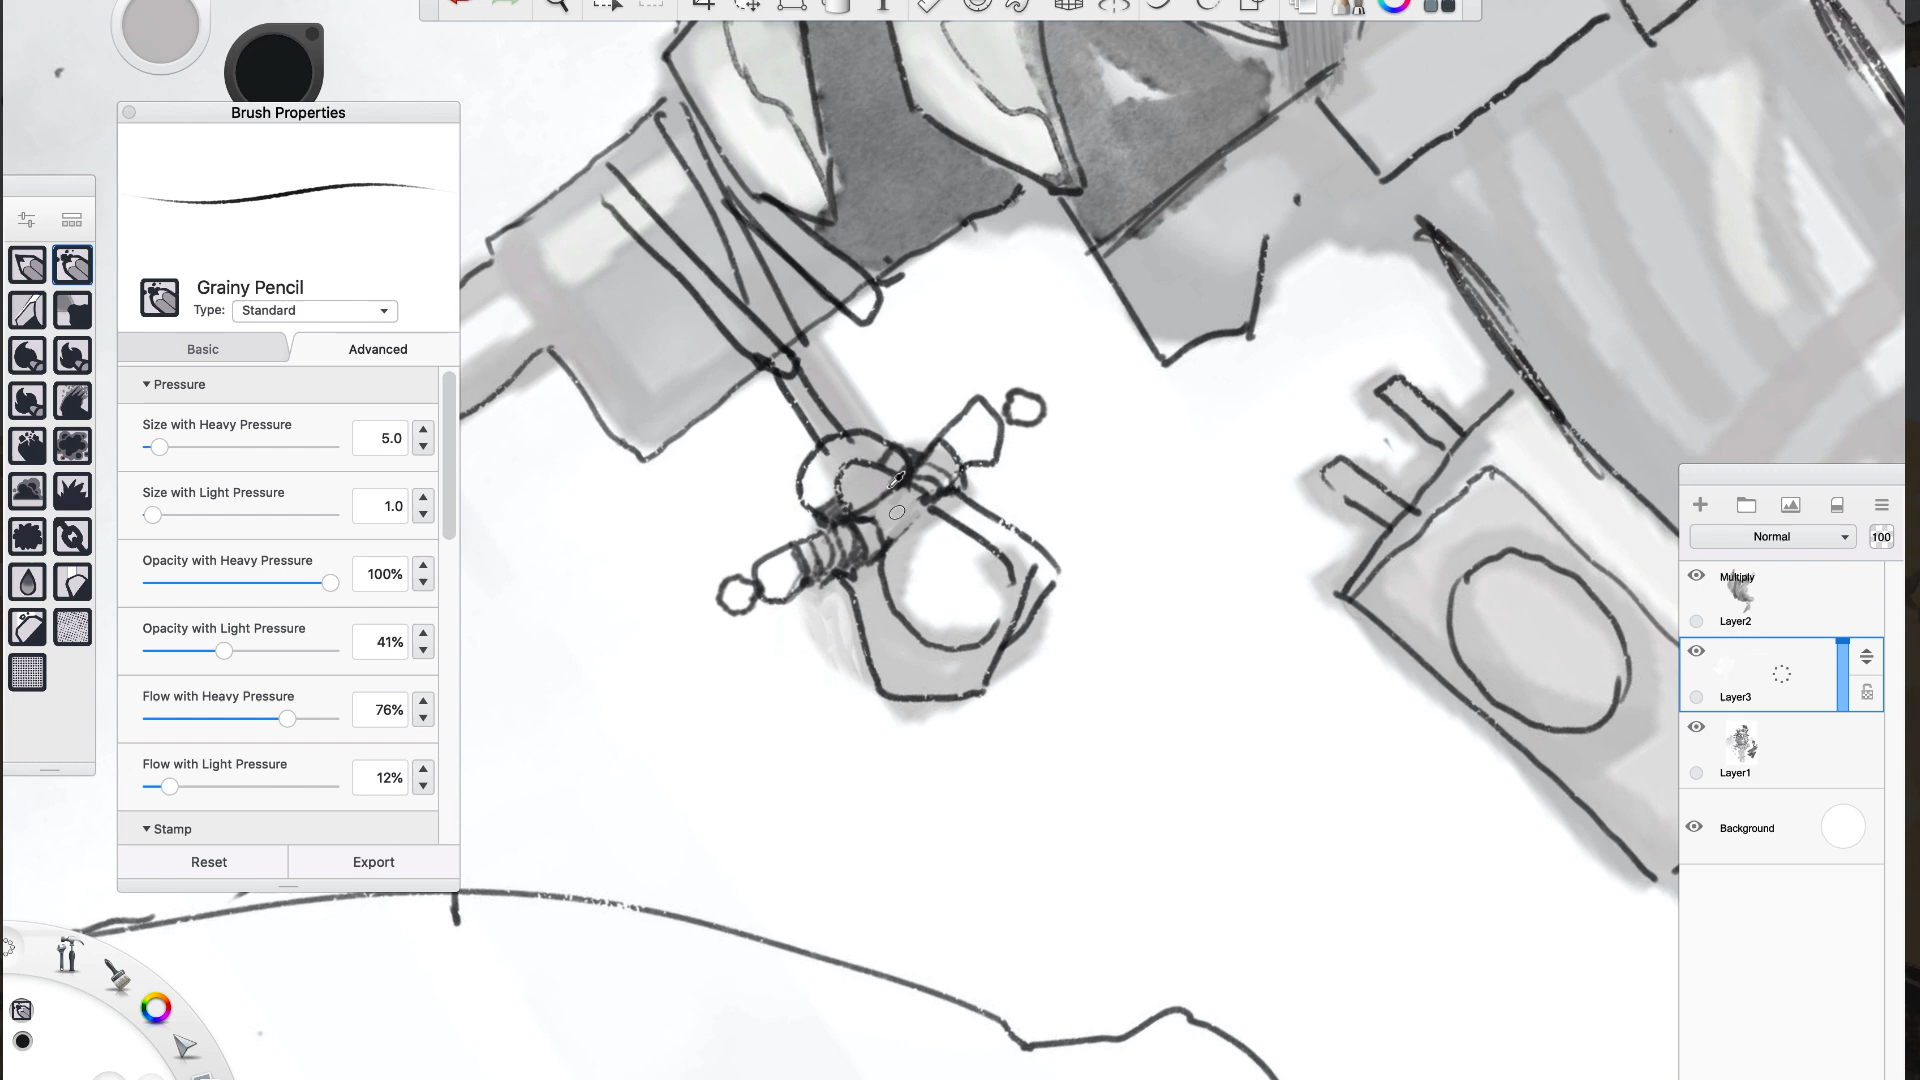 Brush Properties
Grainy Pencil
Type: Standard
Basic Advanced
Pressure
Size with Heavy Pressure 5.0
Size with Light Pressure 1.0
Opacity with Heavy Pressure 100%
Opacity with Light Pressure 41%
Flow with Heavy Pressure 76%
Flow with Light Pressure 12%
Stamp
Reset Export
Normal 100
Multiply
Layer2
Layer3
Layer1
Background